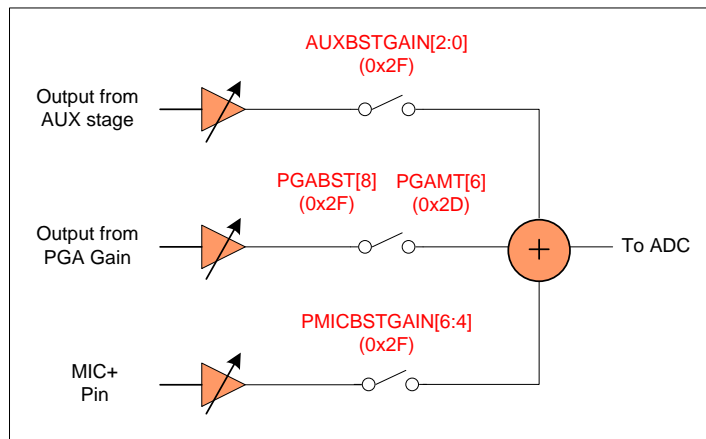 AUXBSTGAIN[2:0]
(0x2F)
Output from
AUX stage
PGABST[8] PGAMT[6]
(0x2F) (0x2D)
Output from
PGA Gain
+
To ADC
PMICBSTGAIN[6:4]
(0x2F)
MIC+
Pin